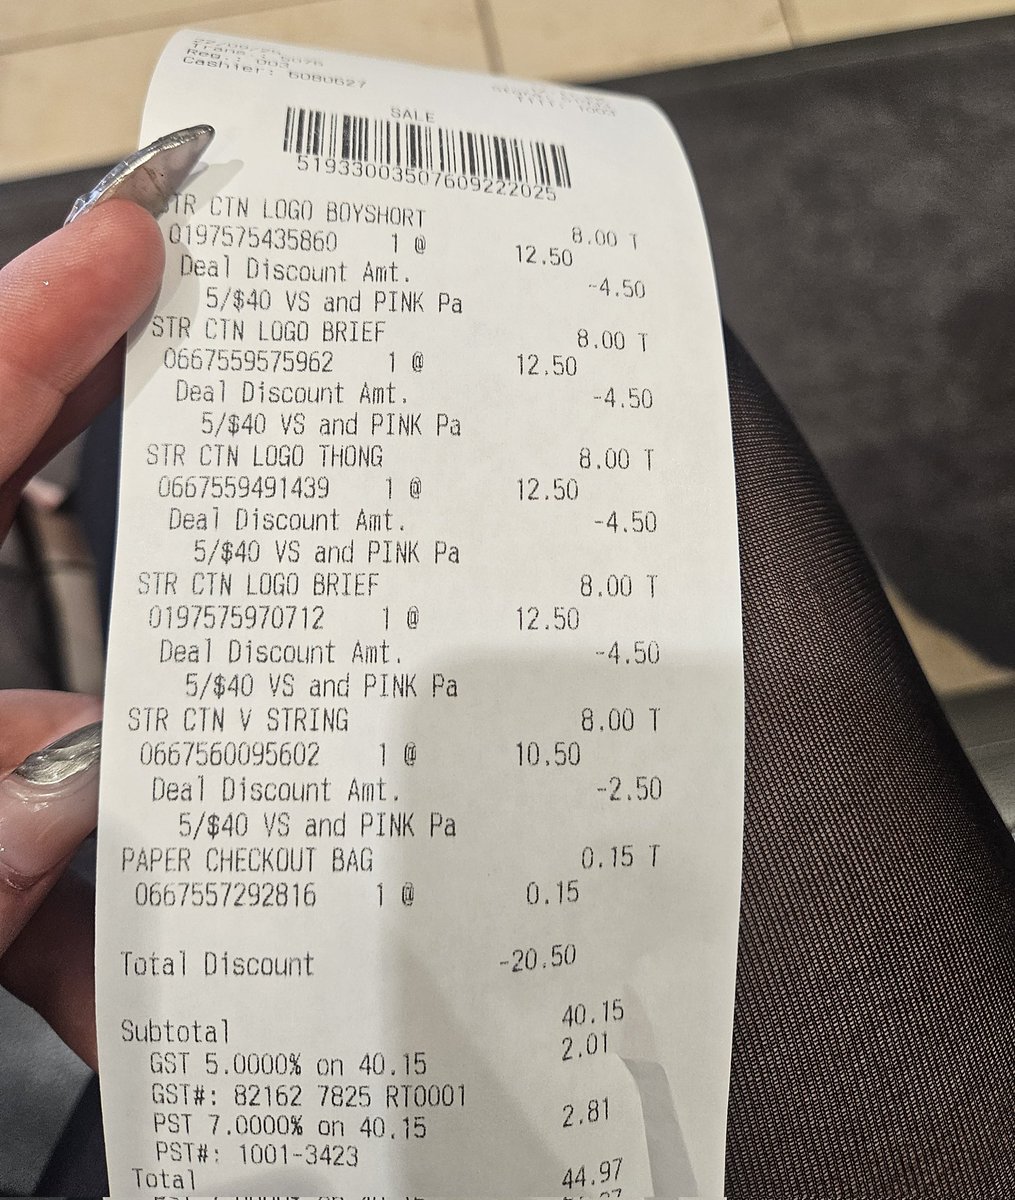 Reg.: 003
Cashier: 6080627
SALE
51933003507609222025
STR CTN LOGO BOYSHORT 8.00 T
0197575435860 1 @ 12.50
Deal Discount Amt. -4.50
5/$40 VS and PINK Pa
STR CTN LOGO BRIEF 8.00 T
0667559575962 1 @ 12.50
Deal Discount Amt. -4.50
5/$40 VS and PINK Pa
STR CTN LOGO THONG 8.00 T
0667559491439 1 @ 12.50
Deal Discount Amt. -4.50
5/$40 VS and PINK Pa
STR CTN LOGO BRIEF 8.00 T
0197575970712 1 @ 12.50
Deal Discount Amt. -4.50
5/$40 VS and PINK Pa
STR CTN V STRING 8.00 T
0667560095602 1 @ 10.50
Deal Discount Amt. -2.50
5/$40 VS and PINK Pa
PAPER CHECKOUT BAG 0.15 T
0667557292816 1 @ 0.15
Total Discount -20.50
Subtotal 40.15
GST 5.0000% on 40.15 2.01
GST#: 82162 7825 RT0001
PST 7.0000% on 40.15 2.81
PST#: 1001-3423
Total 44.97